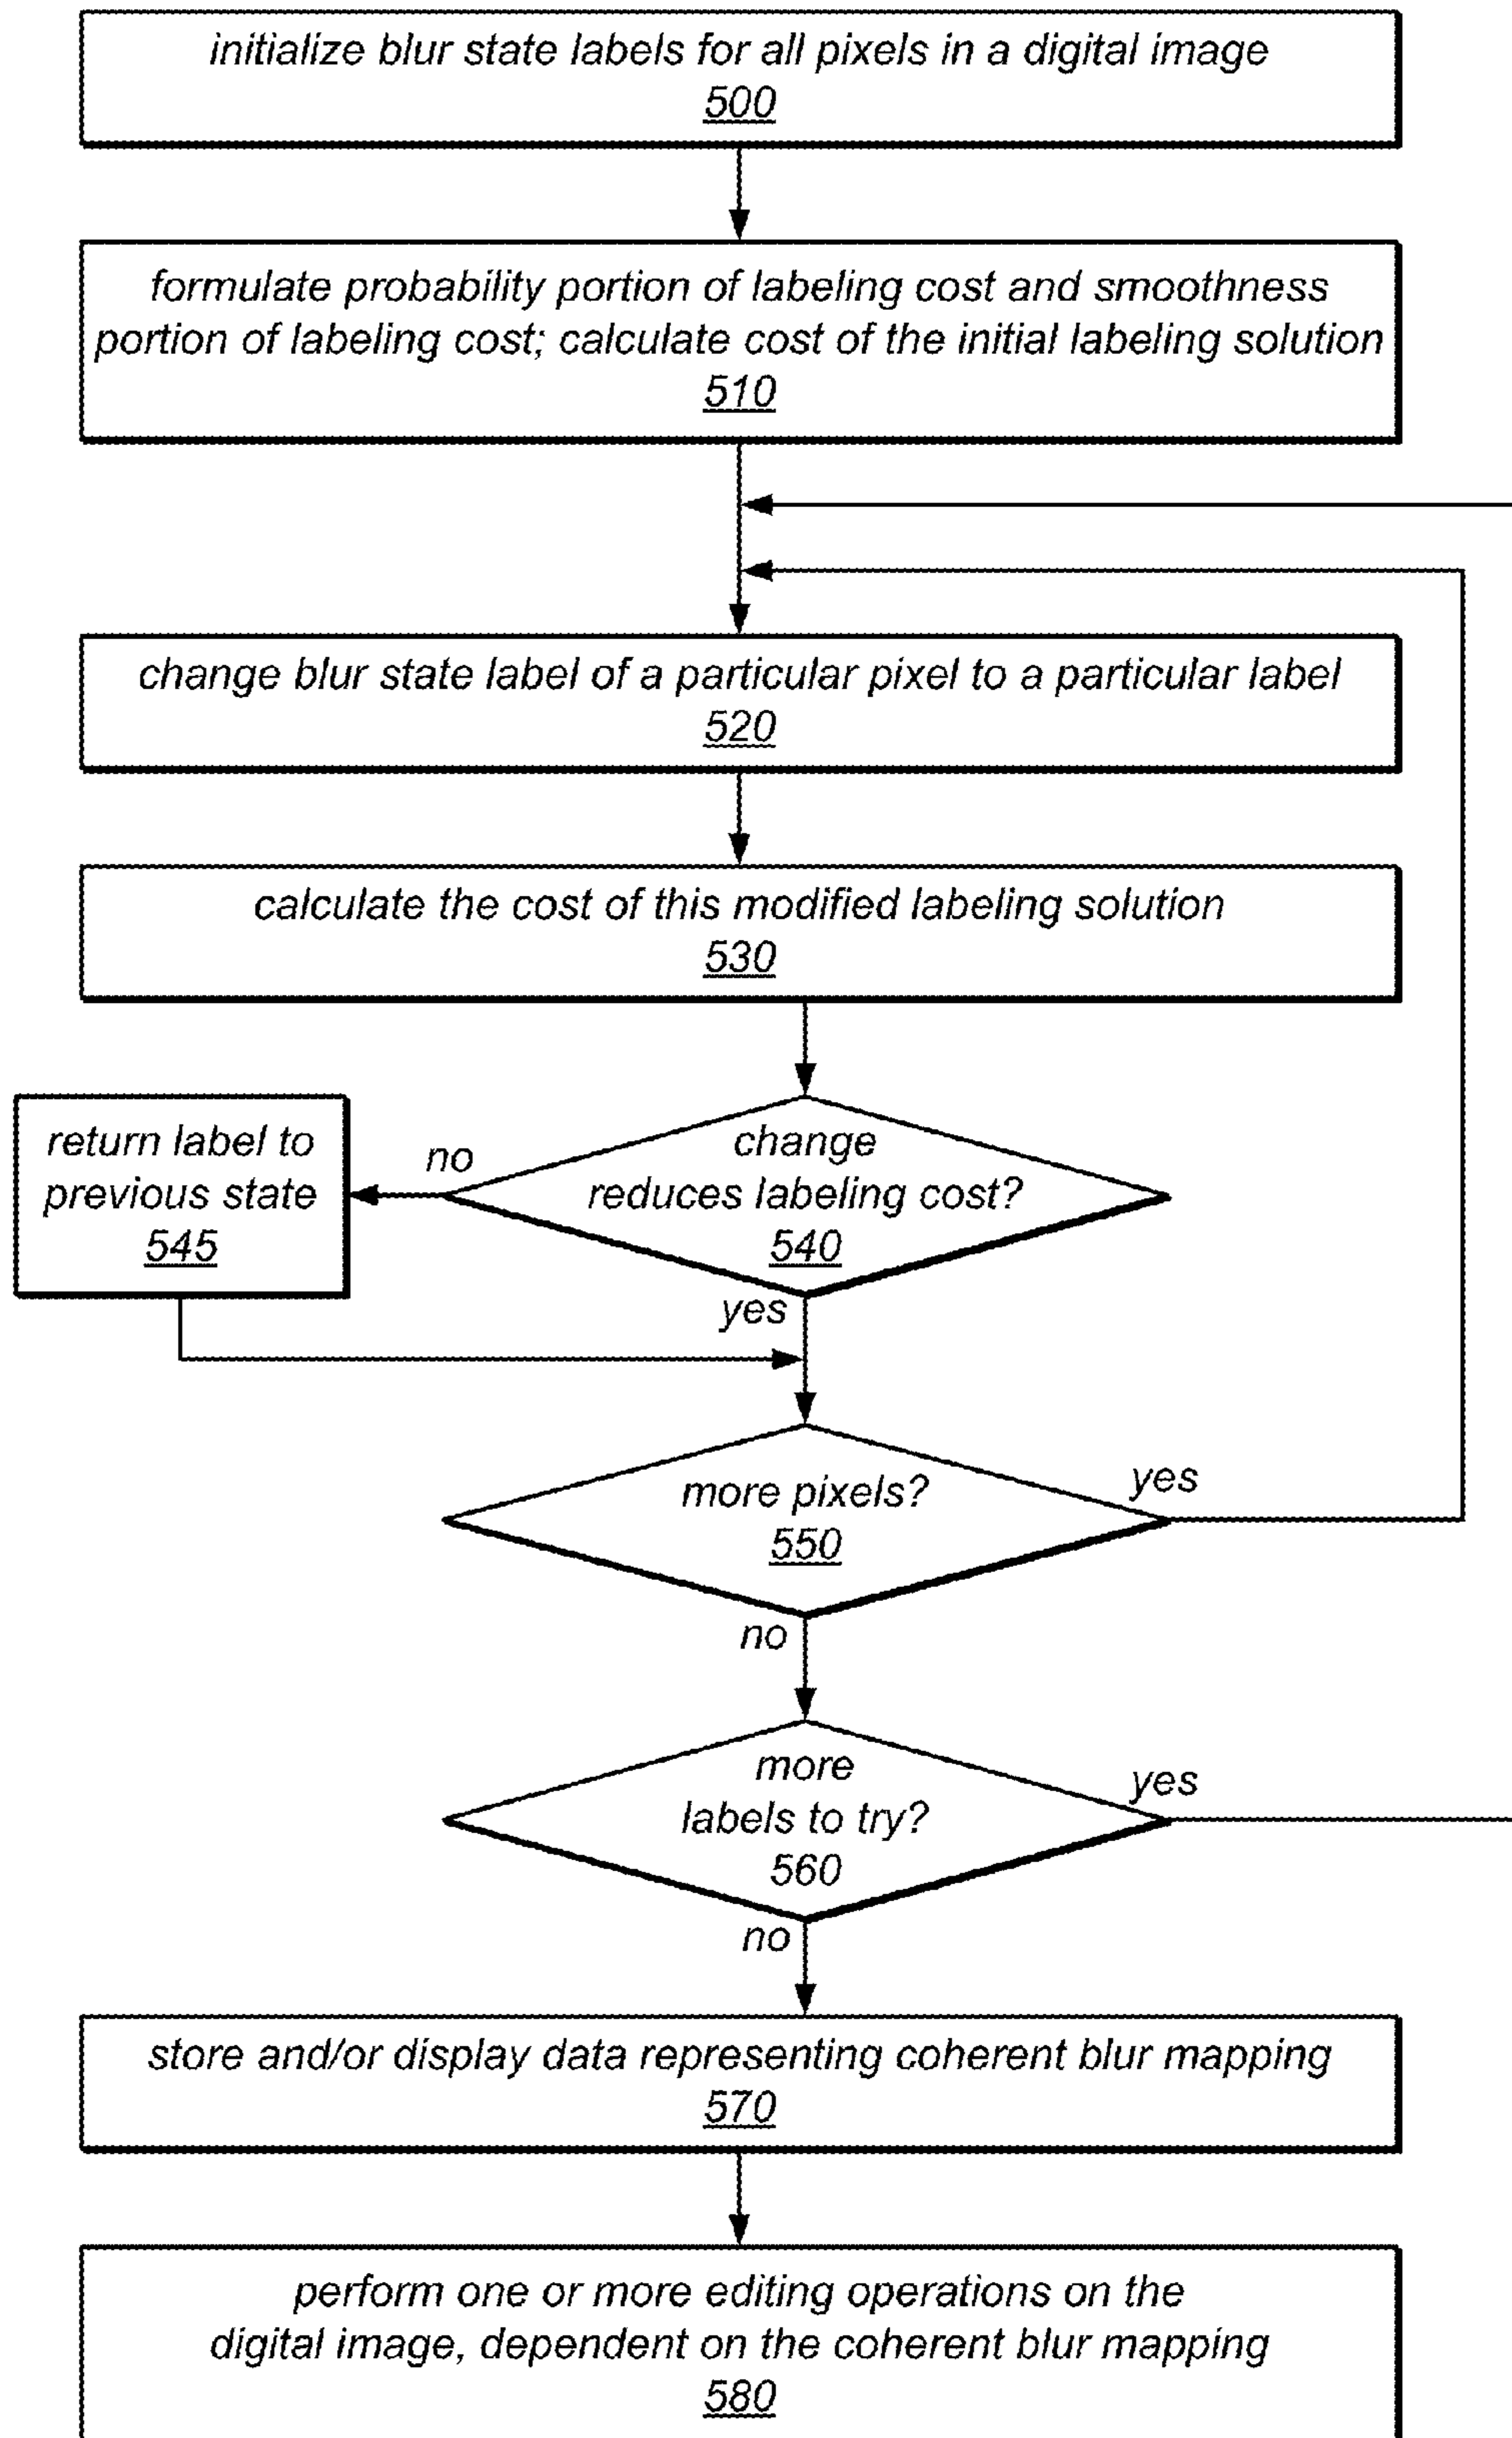 initialize blur state labels for all pixels in a digital image
500
formulate probability portion of labeling cost and smoothness
portion of labeling cost; calculate cost of the initial labeling solution
510
change blur state label of a particular pixel to a particular label
520
calculate the cost of this modified labeling solution
530
change
reduces labeling cost?
540
no
return label to
previous state
545
yes
more pixels?
550
yes
no
more
labels to try?
560
yes
no
store and/or display data representing coherent blur mapping
570
perform one or more editing operations on the
digital image, dependent on the coherent blur mapping
580